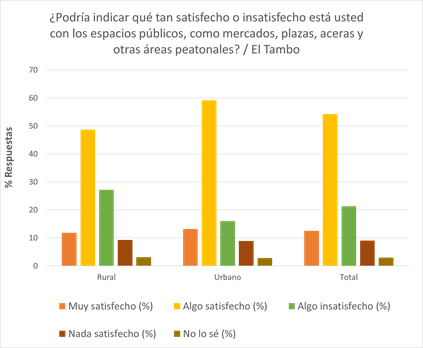 ¿Podría indicar qué tan satisfecho o insatisfecho está usted
con los espacios públicos, como mercados, plazas, aceras y
otras áreas peatonales? / El Tambo
% Respuestas
70
60
50
40
30
20
10
0
Rural
Urbano
Total
Muy satisfecho (%)
Algo satisfecho (%)
Algo insatisfecho (%)
Nada satisfecho (%)
No lo sé (%)